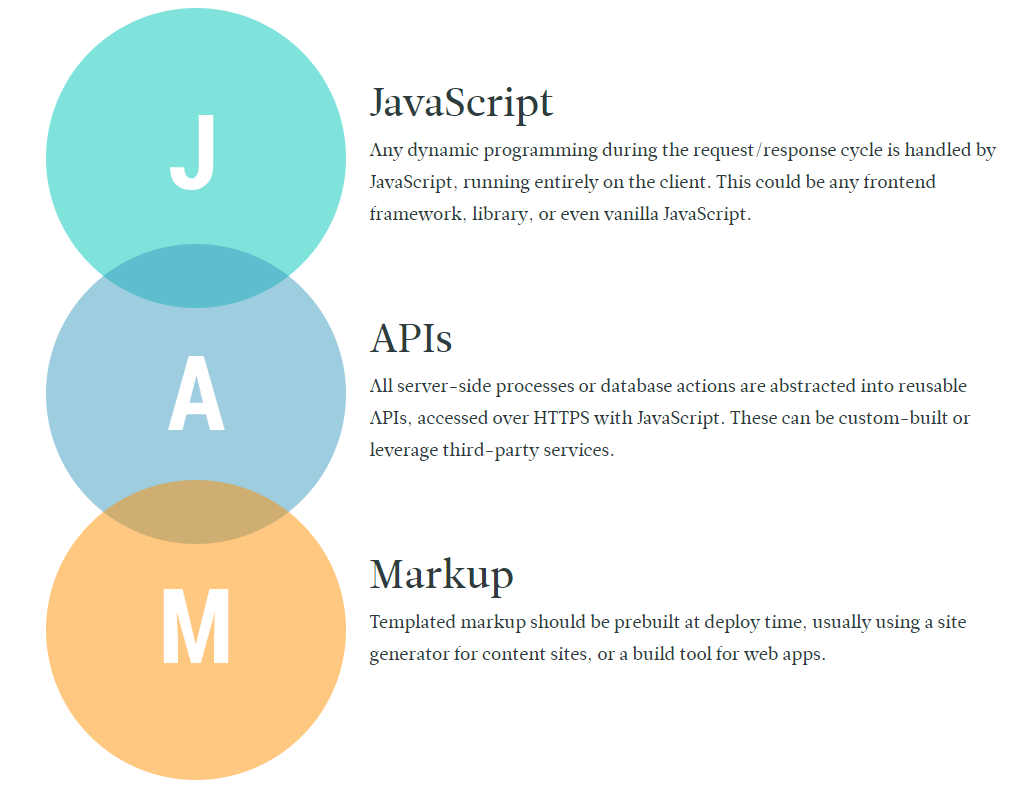 J
JavaScript
Any dynamic programming during the request/response cycle is handled by
JavaScript, running entirely on the client. This could be any frontend
framework, library, or even vanilla JavaScript.
A
APIs
All server-side processes or database actions are abstracted into reusable
APIs, accessed over HTTPS with JavaScript. These can be custom-built or
leverage third-party services.
M
Markup
Templated markup should be prebuilt at deploy time, usually using a site
generator for content sites, or a build tool for web apps.